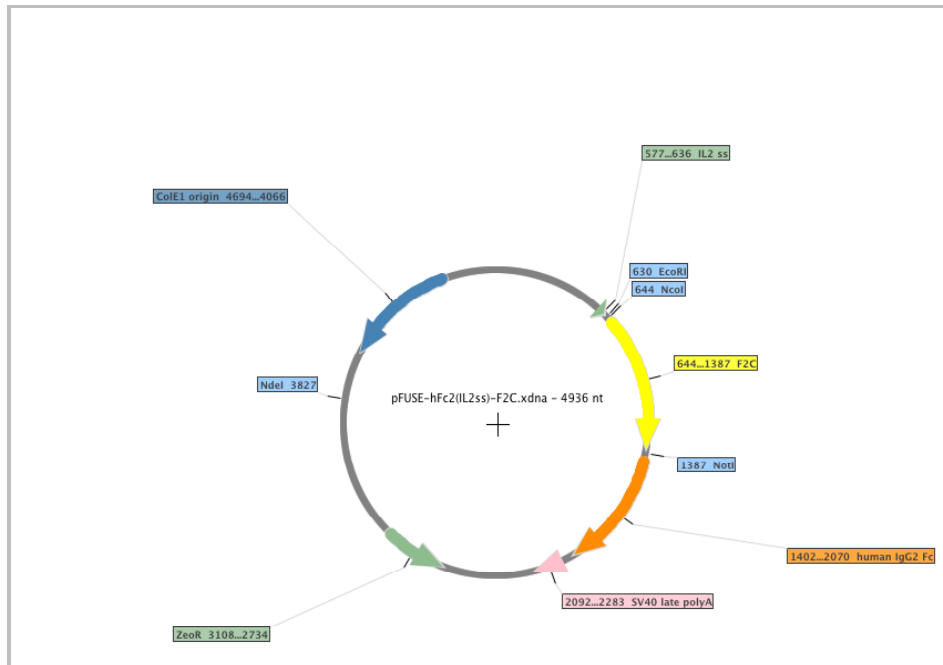 577...636 IL2 ss
ColE1 origin 4694...4066
630 EcoRI
644 NcoI
644...1387 F2C
NdeI 3827
pFUSE-hFc2(IL2ss)-F2C.xdna - 4936 nt
1387 NotI
1402...2070 human IgG2 Fc
2092...2283 SV40 late polyA
ZeoR 3108...2734